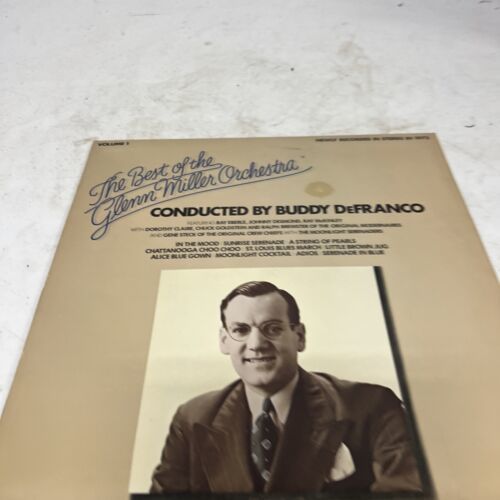 VOLUME 1
NEWLY RECORDED IN STEREO IN 1973
The Best of the
Glenn Miller Orchestra
CONDUCTED BY BUDDY DeFRANCO
FEATURING RAY EBERLE, JOHNNY DESMOND, RAY McKINLEY
WITH DOROTHY CLAIRE, CHUCK GOLDSTEIN AND RALPH BREWSTER OF THE ORIGINAL MODERNAIRES
AND GENE STECK OF THE ORIGINAL CREW CHIEFS WITH THE MOONLIGHT SERENADERS
IN THE MOOD · SUNRISE SERENADE · A STRING OF PEARLS
CHATTANOOGA CHOO CHOO · ST. LOUIS BLUES MARCH · LITTLE BROWN JUG
ALICE BLUE GOWN · MOONLIGHT COCKTAIL · ADIOS · SERENADE IN BLUE